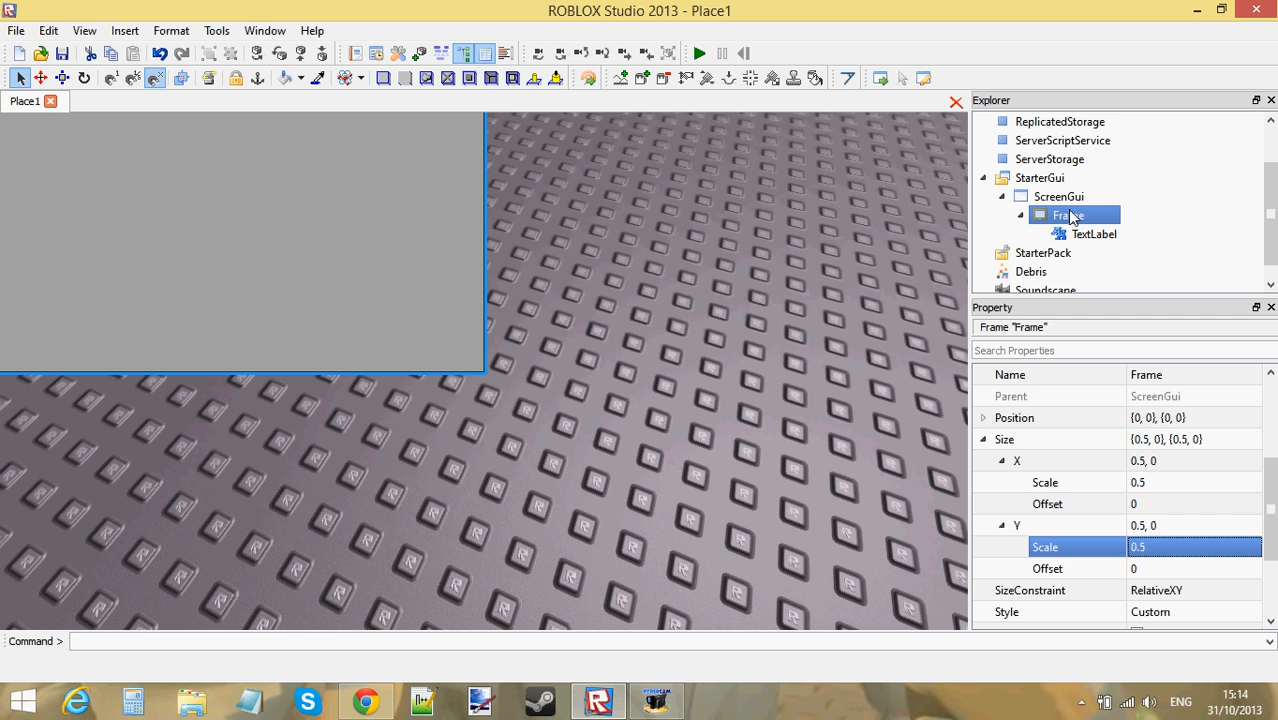 ROBLOX Studio 2013 - Place1
File Edit View Insert Format Tools Window Help
Place1
Explorer
ReplicatedStorage
ServerScriptService
ServerStorage
StarterGui
ScreenGui
Frame
TextLabel
StarterPack
Debris
Soundscape
Property
Frame "Frame"
Search Properties
Name Frame
Parent ScreenGui
Position {0, 0}, {0, 0}
Size {0.5, 0}, {0.5, 0}
X 0.5, 0
Scale 0.5
Offset 0
Y 0.5, 0
Scale 0.5
Offset 0
SizeConstraint RelativeXY
Style Custom
Command >
HYPERCAM
ENG
15:14
31/10/2013